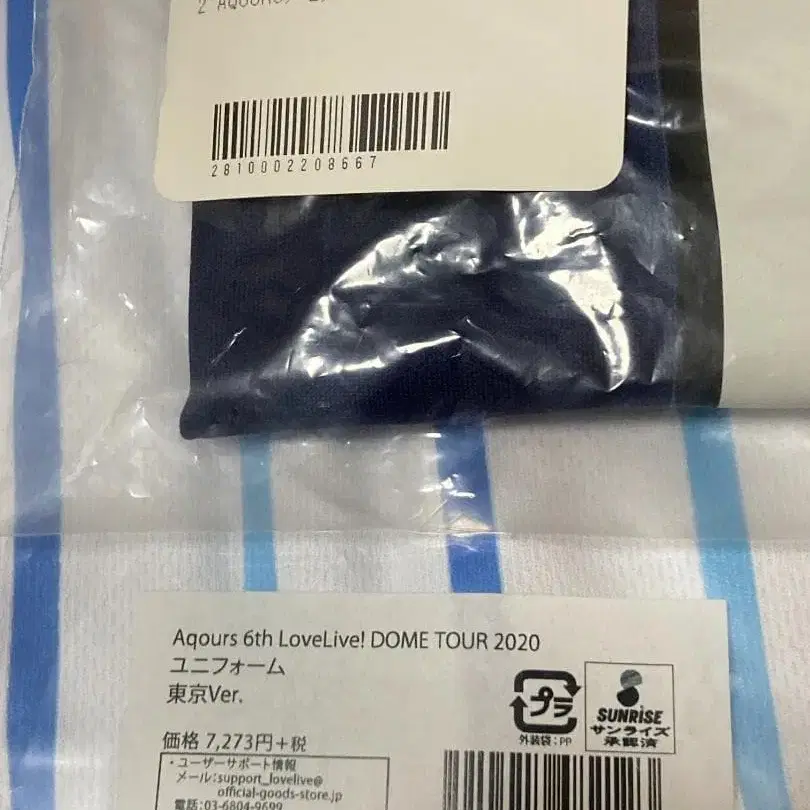 2810002208667
Aqours 6th LoveLive! DOME TOUR 2020
ユニフォーム
東京Ver.
価格 7,273円+税
・ユーザーサポート情報
メール:support_lovelive@
official-goods-store.jp
電話:03-6804-9699
プラ
外装袋:PP
SUNRISE
サンライズ
承認済